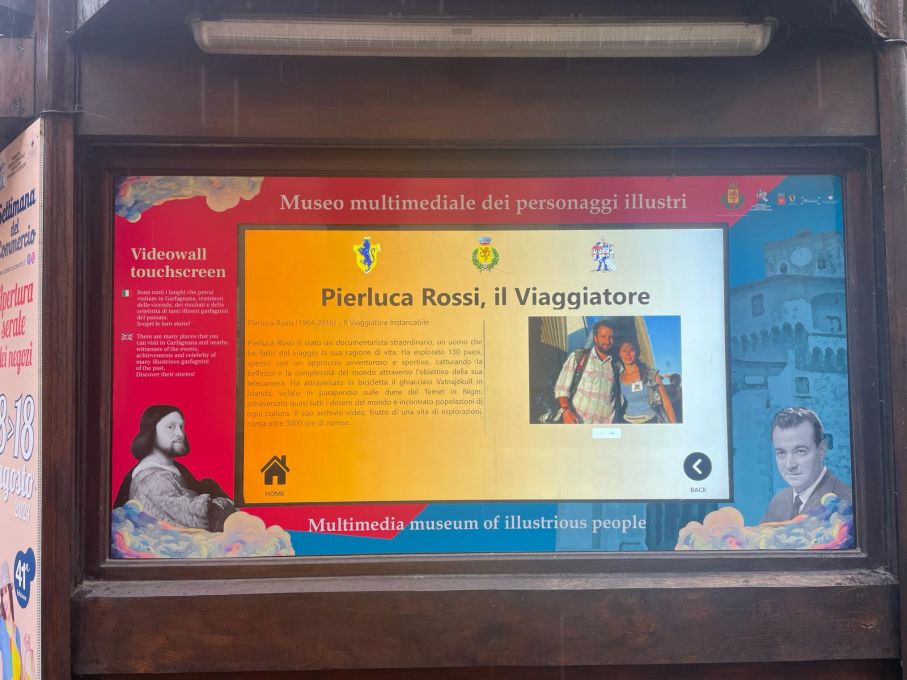 Settimana
del
Commercio
Apertura
serale
dei negozi
8>18
agosto
2024
41ª
Museo multimediale dei personaggi illustri
Videowall
touchscreen
Sono tanti i luoghi che potrai
visitare in Garfagnana, testimoni
delle vicende, dei risultati e della
celebrità di tanti illustri garfagnini
del passato.
Scopri le loro storie!
There are many places that you
can visit in Garfagnana and nearby,
witnesses of the events,
achievements and celebrity of
many illustrious garfagnini
of the past.
Discover their stories!
Pierluca Rossi, il Viaggiatore
Pierluca Rossi (1964-2016) – Il Viaggiatore Instancabile
Pierluca Rossi è stato un documentarista straordinario, un uomo che
ha fatto del viaggio la sua ragione di vita. Ha esplorato 130 paesi,
spesso con un approccio avventuroso e sportivo, catturando la
bellezza e la complessità del mondo attraverso l'obiettivo della sua
telecamera. Ha attraversato in bicicletta il ghiacciaio Vatnajökull in
Islanda, volato in parapendio sulle dune del Temet in Niger,
attraversato quasi tutti i deserti del mondo e incontrato popolazioni di
ogni cultura. Il suo archivio video, frutto di una vita di esplorazioni,
conta oltre 3000 ore di riprese.
HOME
BACK
Multimedia museum of illustrious people